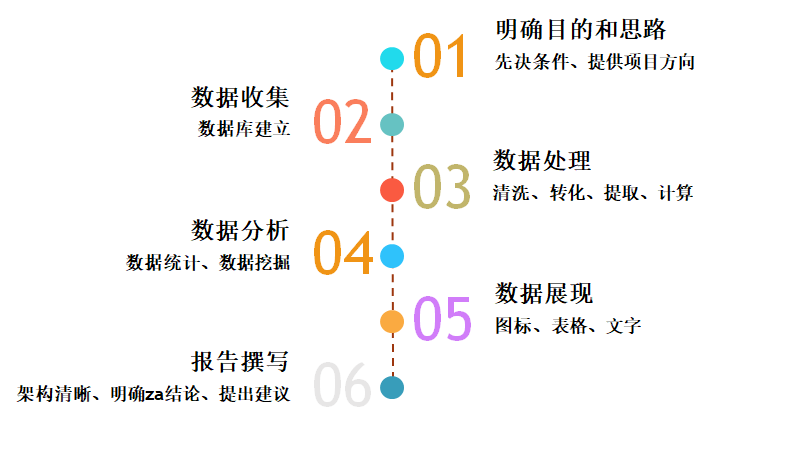 01
明确目的和思路
先决条件、提供项目方向
数据收集
数据库建立
02
03
数据处理
清洗、转化、提取、计算
数据分析
数据统计、数据挖掘
04
05
数据展现
图标、表格、文字
报告撰写
架构清晰、明确za结论、提出建议
06